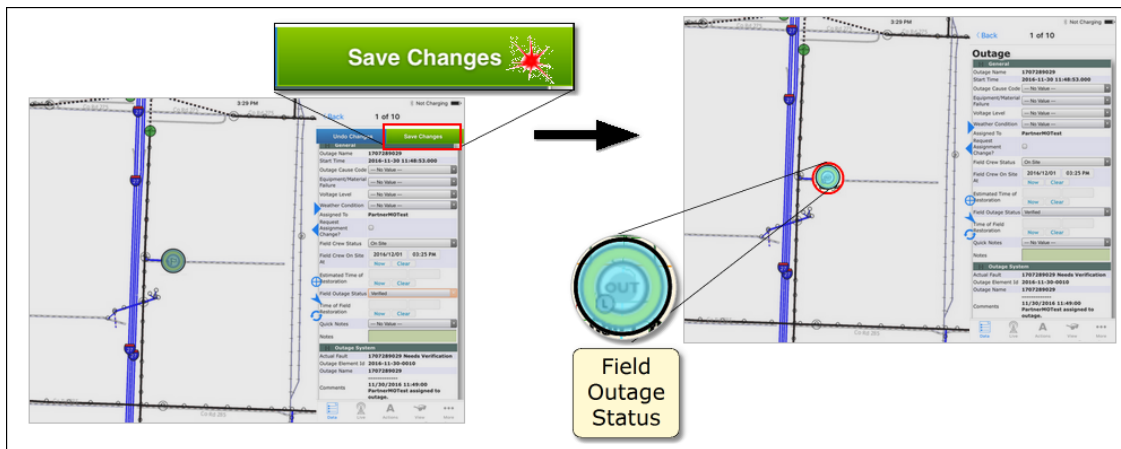 Save Changes
3:29 PM
Not Charging
Back
1 of 10
Undo Changes
Save Changes
General
Outage Name 1707289029
Start Time 2016-11-30 11:48:53.000
Outage Cause Code --- No Value ---
Equipment/Material Failure --- No Value ---
Voltage Level --- No Value ---
Weather Condition --- No Value ---
Assigned To PartnerMOTest
Request Assignment Change?
Field Crew Status On Site
Field Crew On Site At 2016/12/01 03:25 PM
Now Clear
Estimated Time of Restoration
Now Clear
Field Outage Status Verified
Time of Field Restoration
Now Clear
Quick Notes --- No Value ---
Notes
Outage System
Actual Fault 1707289029 Needs Verification
Outage Element Id 2016-11-30-0010
Outage Name 1707289029
Comments
-------------
11/30/2016 11:49:00
PartnerMOTest assigned to
outage.
Data Line Actions View More
Co Rd 201
3:29 PM
Not Charging
Back
1 of 10
Outage
General
Outage Name 1707289029
Start Time 2016-11-30 11:48:53.000
Outage Cause Code --- No Value ---
Equipment/Material Failure --- No Value ---
Voltage Level --- No Value ---
Weather Condition --- No Value ---
Assigned To PartnerMOTest
Request Assignment Change?
Field Crew Status On Site
Field Crew On Site At 2016/12/01 03:25 PM
Now Clear
Estimated Time of Restoration
Now Clear
Field Outage Status Verified
Time of Field Restoration
Now Clear
Quick Notes --- No Value ---
Notes
Outage System
Actual Fault 1707289029 Needs Verification
Outage Element Id 2016-11-30-0010
Outage Name 1707289029
Comments
-------------
11/30/2016 11:49:00
PartnerMOTest assigned to
outage.
Data Line Actions View More
OUT
L
Field
Outage
Status